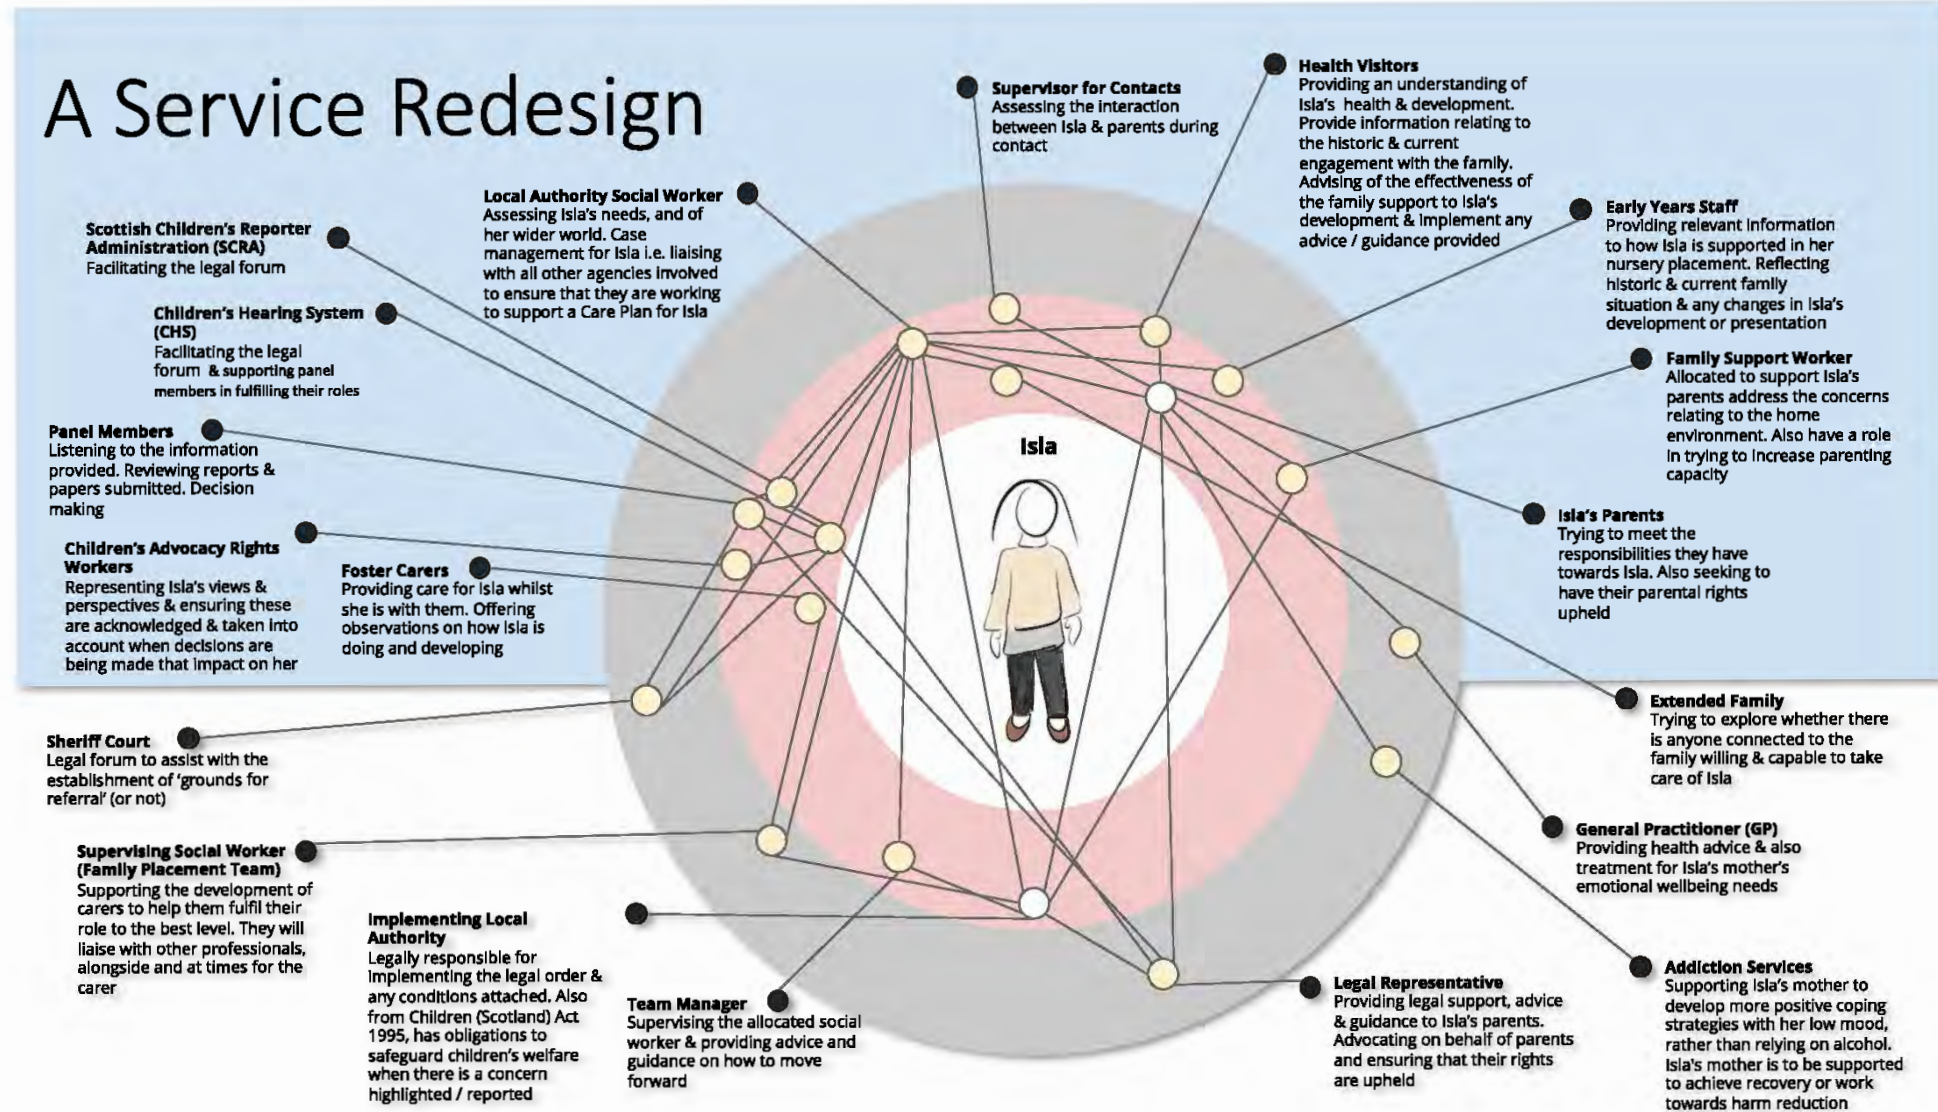 A Service Redesign
Supervisor for Contacts
Assessing the interaction
between Isla & parents during
contact
Health Visitors
Providing an understanding of
Isla's health & development.
Provide information relating to
the historic & current
engagement with the family.
Advising of the effectiveness of
the family support to Isla's
development & implement any
advice / guidance provided
Local Authority Social Worker
Assessing Isla's needs, and of
her wider world. Case
management for Isla i.e. liaising
with all other agencies involved
to ensure that they are working
to support a Care Plan for Isla
Early Years Staff
Providing relevant information
to how Isla is supported in her
nursery placement. Reflecting
historic & current family
situation & any changes in Isla's
development or presentation
Scottish Children's Reporter
Administration (SCRA)
Facilitating the legal forum
Children's Hearing System
(CHS)
Facilitating the legal
forum & supporting panel
members in fulfilling their roles
Family Support Worker
Allocated to support Isla's
parents address the concerns
relating to the home
environment. Also have a role
in trying to increase parenting
capacity
Panel Members
Listening to the information
provided. Reviewing reports &
papers submitted. Decision
making
Isla
Isla's Parents
Trying to meet the
responsibilities they have
towards Isla. Also seeking to
have their parental rights
upheld
Children's Advocacy Rights
Workers
Representing Isla's views &
perspectives & ensuring these
are acknowledged & taken into
account when decisions are
being made that impact on her
Foster Carers
Providing care for Isla whilst
she is with them. Offering
observations on how Isla is
doing and developing
Extended Family
Trying to explore whether there
is anyone connected to the
family willing & capable to take
care of Isla
Sheriff Court
Legal forum to assist with the
establishment of 'grounds for
referral' (or not)
General Practitioner (GP)
Providing health advice & also
treatment for Isla's mother's
emotional wellbeing needs
Supervising Social Worker
(Family Placement Team)
Supporting the development of
carers to help them fulfil their
role to the best level. They will
liaise with other professionals,
alongside and at times for the
carer
Implementing Local
Authority
Legally responsible for
implementing the legal order &
any conditions attached. Also
from Children (Scotland) Act
1995, has obligations to
safeguard children's welfare
when there is a concern
highlighted / reported
Team Manager
Supervising the allocated social
worker & providing advice and
guidance on how to move
forward
Legal Representative
Providing legal support, advice
& guidance to Isla's parents.
Advocating on behalf of parents
and ensuring that their rights
are upheld
Addiction Services
Supporting Isla's mother to
develop more positive coping
strategies with her low mood,
rather than relying on alcohol.
Isla's mother is to be supported
to achieve recovery or work
towards harm reduction